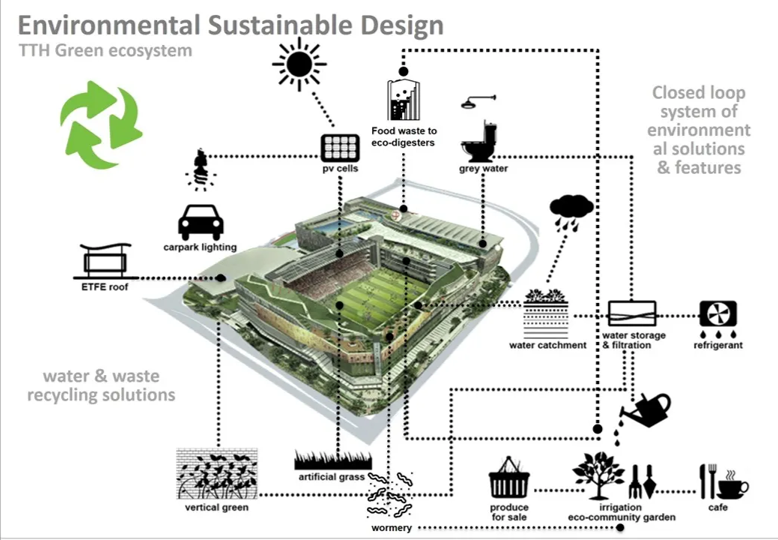 Environmental Sustainable Design
TTH Green ecosystem
Closed loop
system of
environment
al solutions
& features
Food waste to
eco-digesters
pv cells
grey water
carpark lighting
ETFE roof
water catchment
water storage
& filtration
refrigerant
water & waste
recycling solutions
vertical green
artificial grass
wormery
produce
for sale
irrigation
eco-community garden
cafe